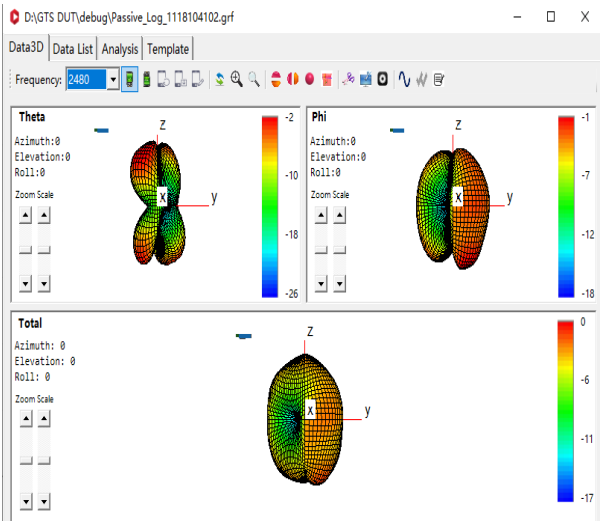 D:\GTS DUT\debug\Passive_Log_1118104102.grf
Data3D Data List Analysis Template
Frequency: 2480
Theta
Azimuth:0
Elevation:0
Roll:0
Zoom Scale
z
y
x
-2
-10
-18
-26
Phi
Azimuth:0
Elevation:0
Roll:0
Zoom Scale
z
y
x
-1
-7
-12
-18
Total
Azimuth: 0
Elevation: 0
Roll: 0
Zoom Scale
z
y
x
0
-6
-11
-17